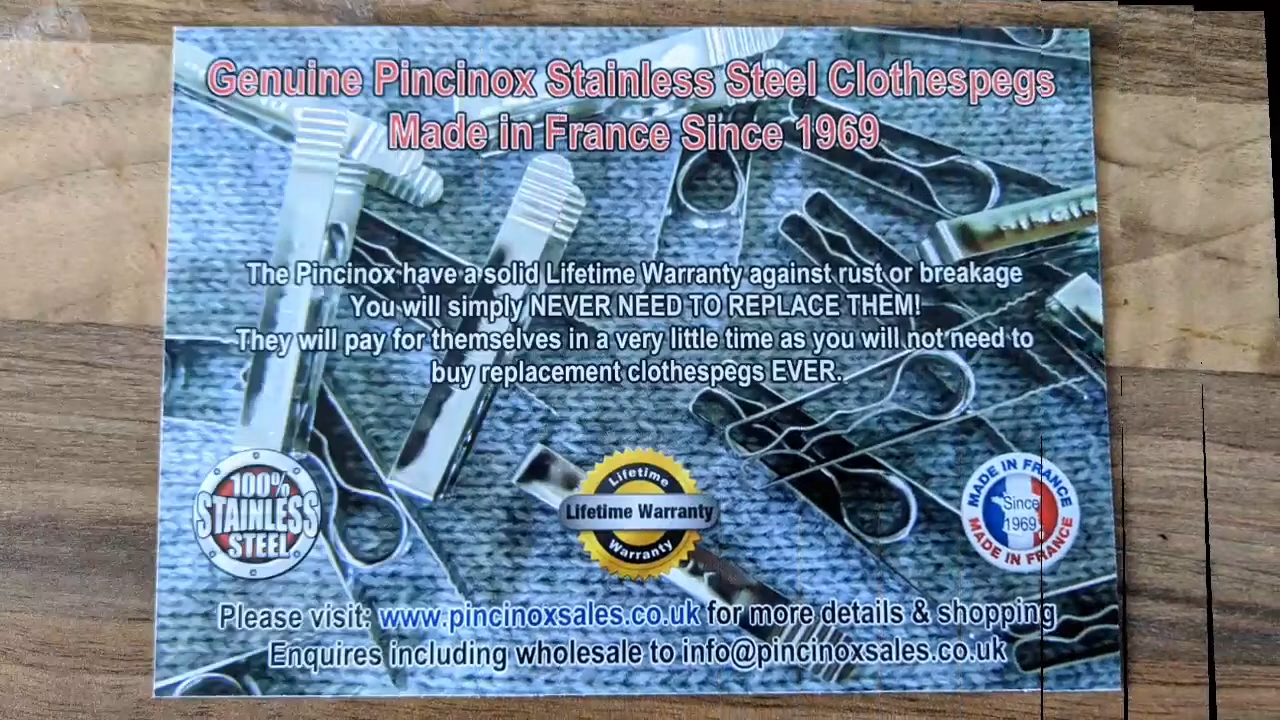 Genuine Pincinox Stainless Steel Clothespegs
Made in France Since 1969
The Pincinox have a solid Lifetime Warranty against rust or breakage
You will simply NEVER NEED TO REPLACE THEM!
They will pay for themselves in a very little time as you will not need to
buy replacement clothespegs EVER.
100%
STAINLESS
STEEL
Lifetime
Lifetime Warranty
Warranty
MADE IN FRANCE
Since
1969
MADE IN FRANCE
Please visit: www.pincinoxsales.co.uk for more details & shopping
Enquires including wholesale to info@pincinoxsales.co.uk